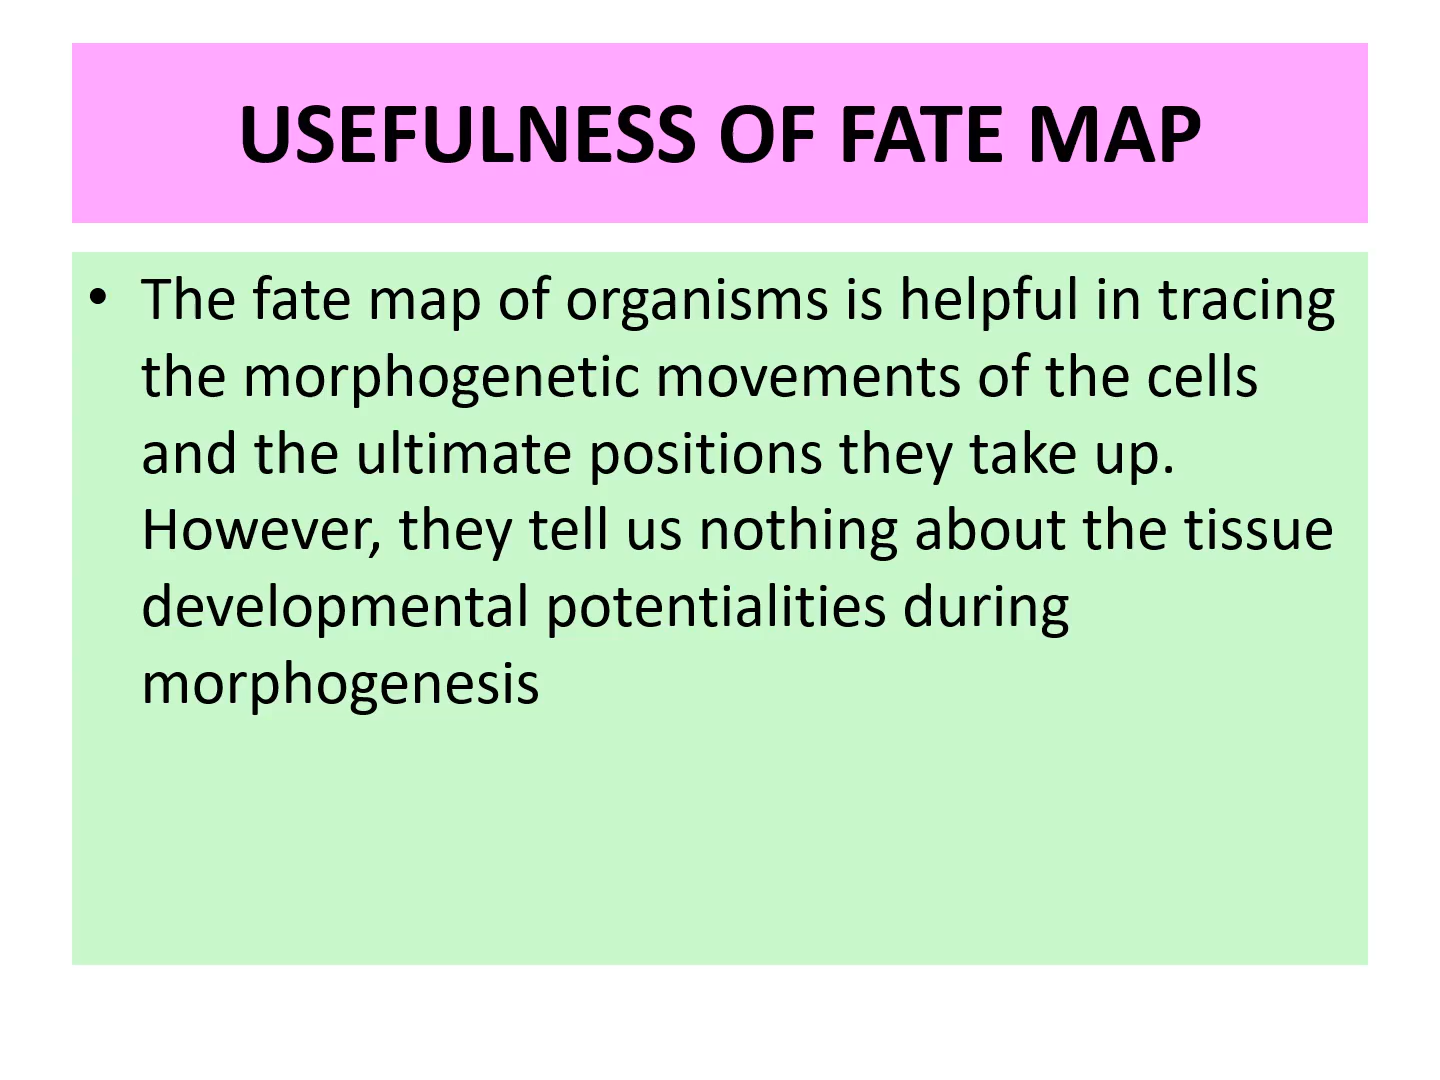 USEFULNESS OF FATE MAP
• The fate map of organisms is helpful in tracing
the morphogenetic movements of the cells
and the ultimate positions they take up.
However, they tell us nothing about the tissue
developmental potentialities during
morphogenesis